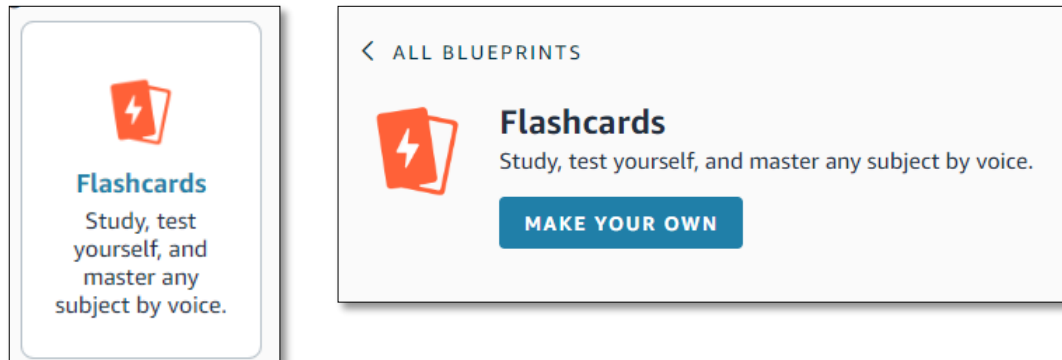 Flashcards
Study, test
yourself, and
master any
subject by voice.
ALL BLUEPRINTS
Flashcards
Study, test yourself, and master any subject by voice.
MAKE YOUR OWN